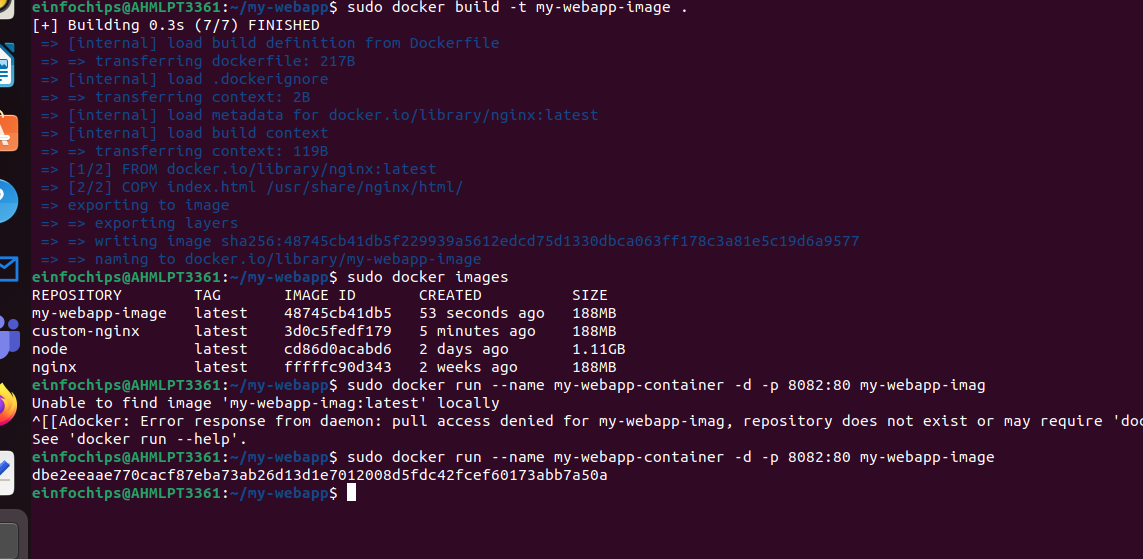 einfochips@AHMLPT3361:~/my-webapp$ sudo docker build -t my-webapp-image .
[+] Building 0.3s (7/7) FINISHED
=> [internal] load build definition from Dockerfile
=> => transferring dockerfile: 217B
=> [internal] load .dockerignore
=> => transferring context: 2B
=> [internal] load metadata for docker.io/library/nginx:latest
=> [internal] load build context
=> => transferring context: 119B
=> [1/2] FROM docker.io/library/nginx:latest
=> [2/2] COPY index.html /usr/share/nginx/html/
=> exporting to image
=> => exporting layers
=> => writing image sha256:48745cb41db5f229939a5612edcd75d1330dbca063ff178c3a81e5c19d6a9577
=> => naming to docker.io/library/my-webapp-image
einfochips@AHMLPT3361:~/my-webapp$ sudo docker images
REPOSITORY TAG IMAGE ID CREATED SIZE
my-webapp-image latest 48745cb41db5 53 seconds ago 188MB
custom-nginx latest 3d0c5fedf179 5 minutes ago 188MB
node latest cd86d0acabd6 2 days ago 1.11GB
nginx latest fffffc90d343 2 weeks ago 188MB
einfochips@AHMLPT3361:~/my-webapp$ sudo docker run --name my-webapp-container -d -p 8082:80 my-webapp-imag
Unable to find image 'my-webapp-imag:latest' locally
^[[Adocker: Error response from daemon: pull access denied for my-webapp-imag, repository does not exist or may require 'doc
See 'docker run --help'.
einfochips@AHMLPT3361:~/my-webapp$ sudo docker run --name my-webapp-container -d -p 8082:80 my-webapp-image
dbe2eeaae770cacf87eba73ab26d13d1e7012008d5fdc42fcef60173abb7a50a
einfochips@AHMLPT3361:~/my-webapp$